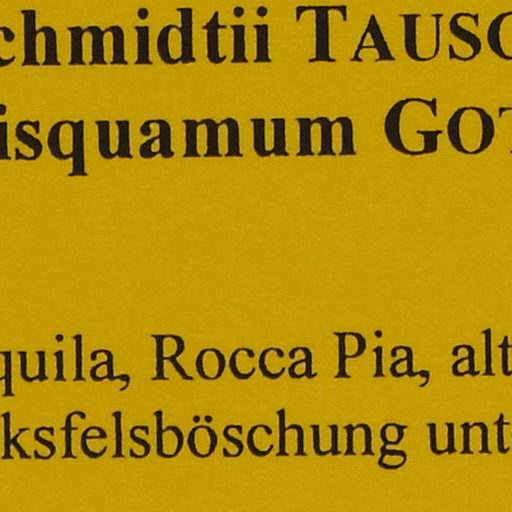 chmidtii TAUSC
isquamum GOT
quila, Rocca Pia, alt
ksfelsböschung unt